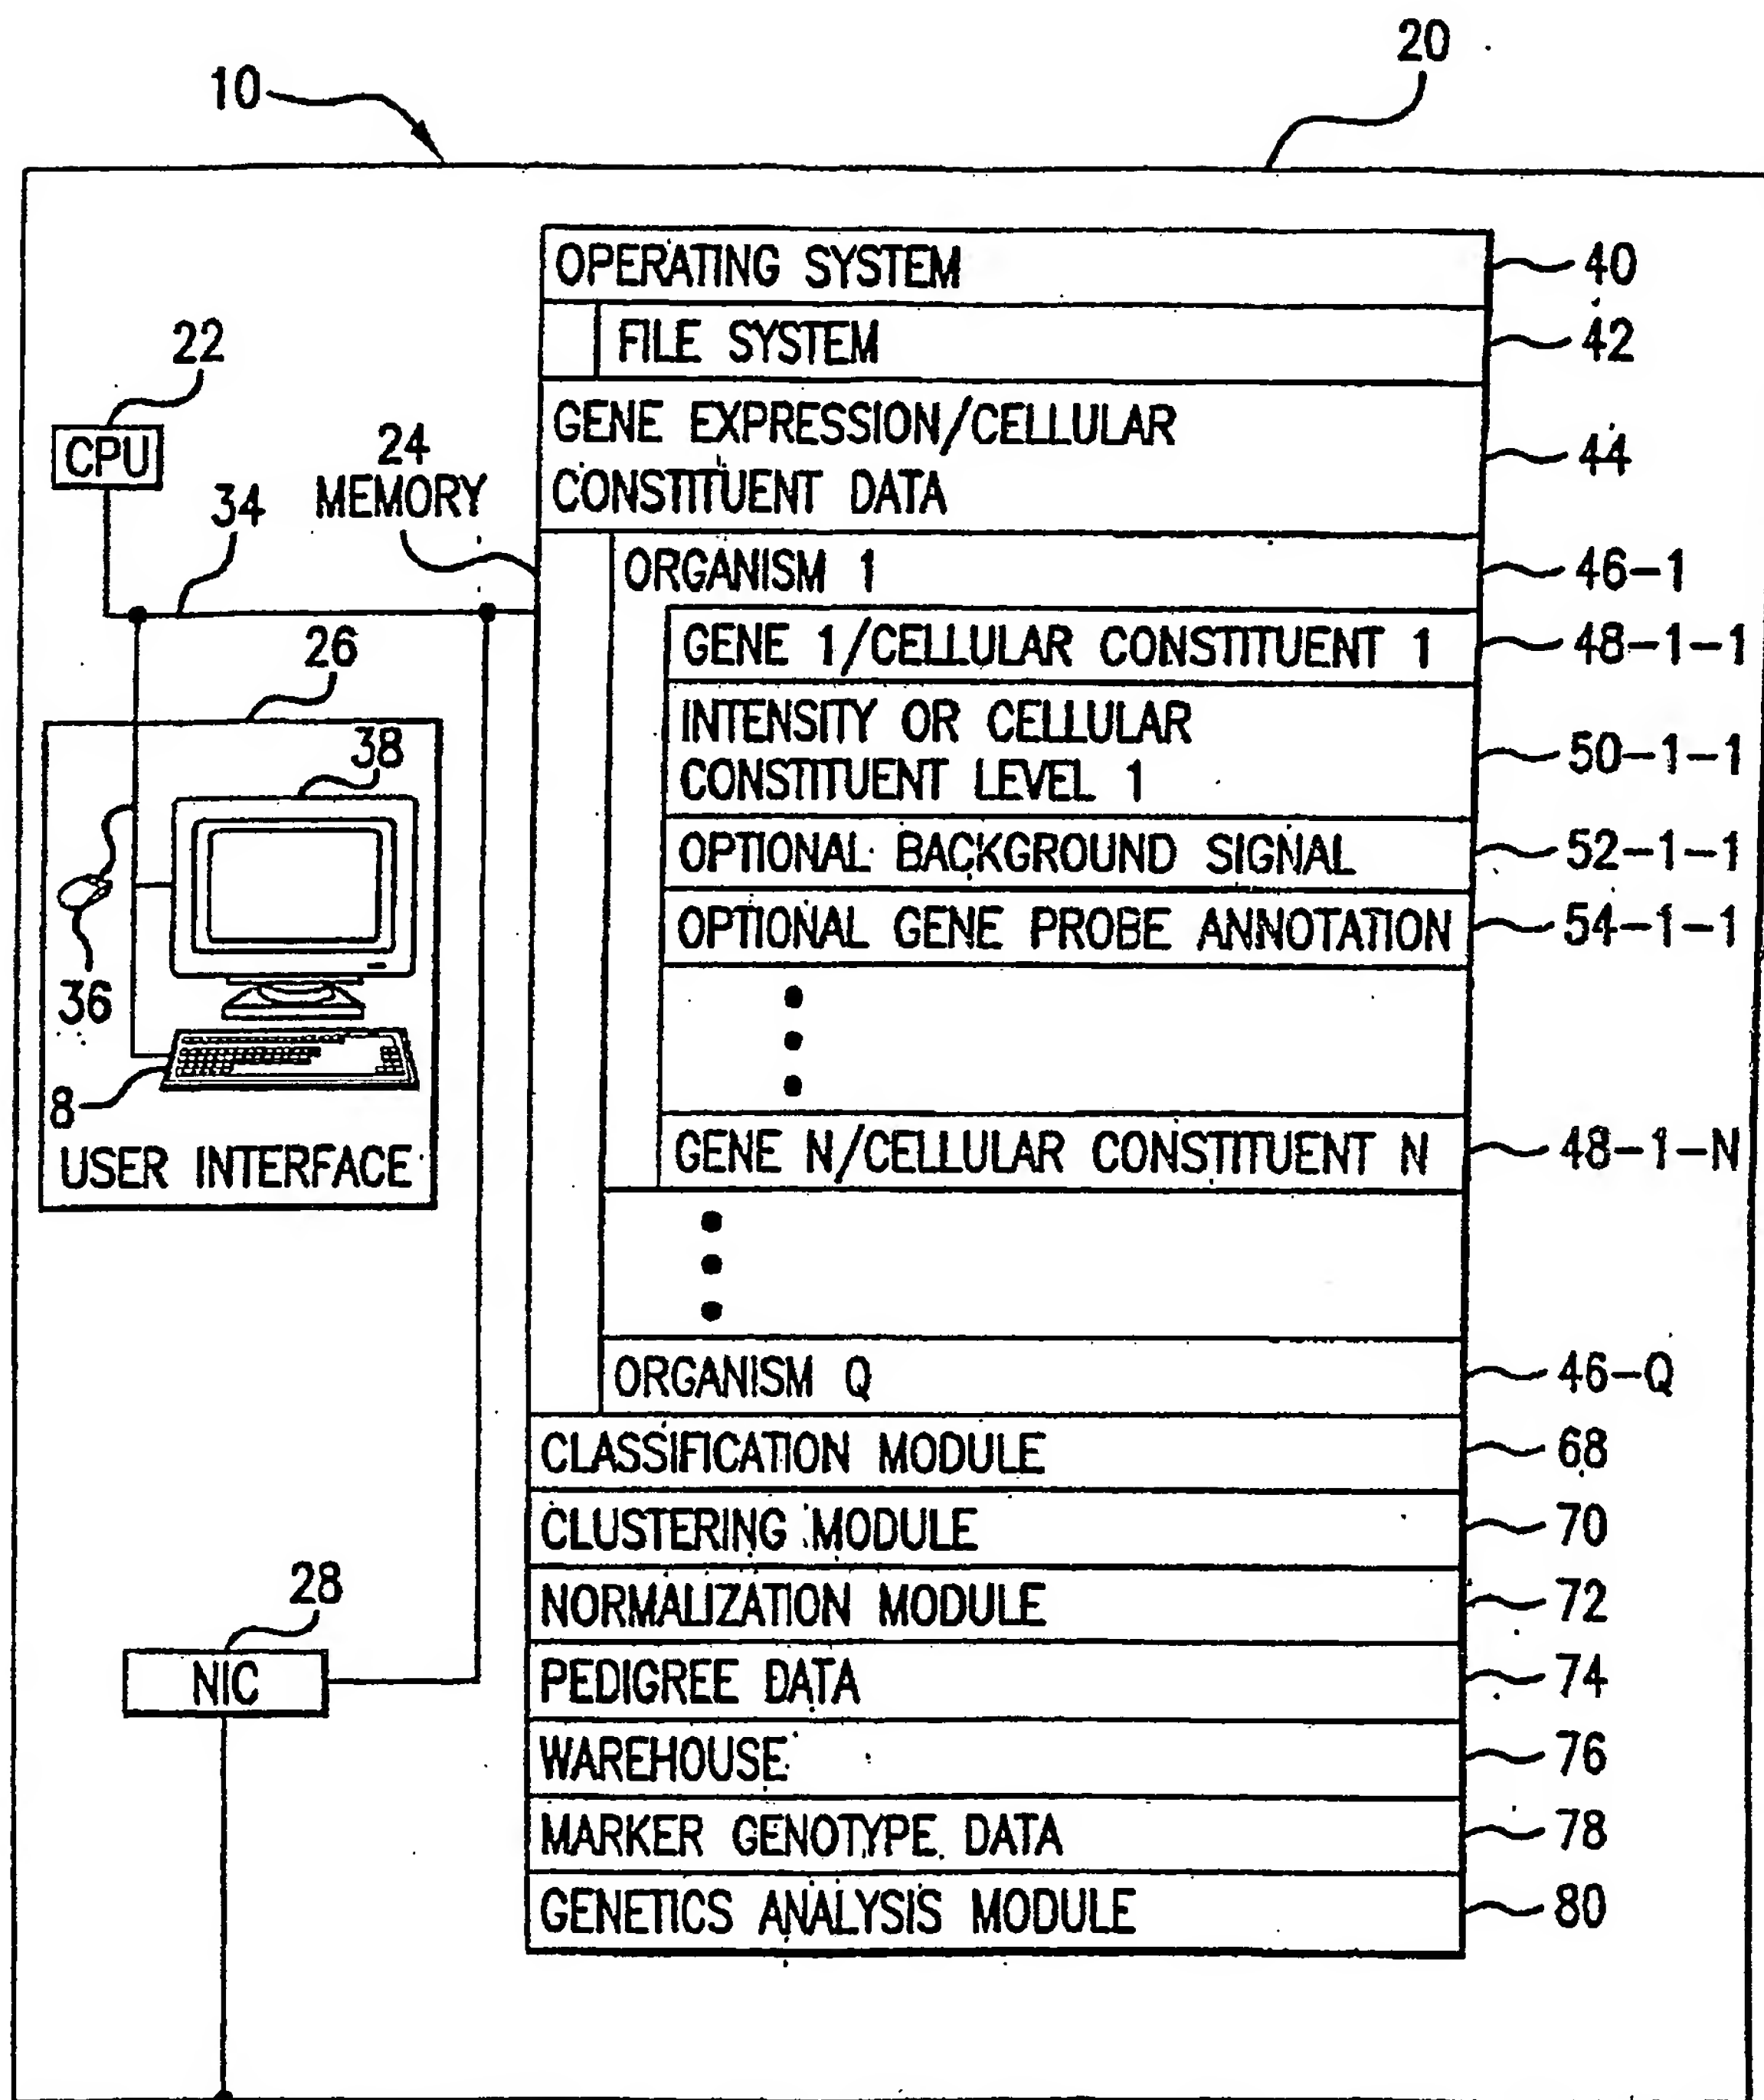 10
20
OPERATING SYSTEM
40
FILE SYSTEM
42
22
CPU
GENE EXPRESSION/CELLULAR
CONSTITUENT DATA
44
24
MEMORY
34
ORGANISM 1
46-1
GENE 1/CELLULAR CONSTITUENT 1
48-1-1
26
INTENSITY OR CELLULAR
CONSTITUENT LEVEL 1
50-1-1
38
OPTIONAL BACKGROUND SIGNAL
52-1-1
OPTIONAL GENE PROBE ANNOTATION
54-1-1
36
8
USER INTERFACE
GENE N/CELLULAR CONSTITUENT N
48-1-N
ORGANISM Q
46-Q
CLASSIFICATION MODULE
68
CLUSTERING MODULE
70
28
NIC
NORMALIZATION MODULE
72
PEDIGREE DATA
74
WAREHOUSE
76
MARKER GENOTYPE DATA
78
GENETICS ANALYSIS MODULE
80